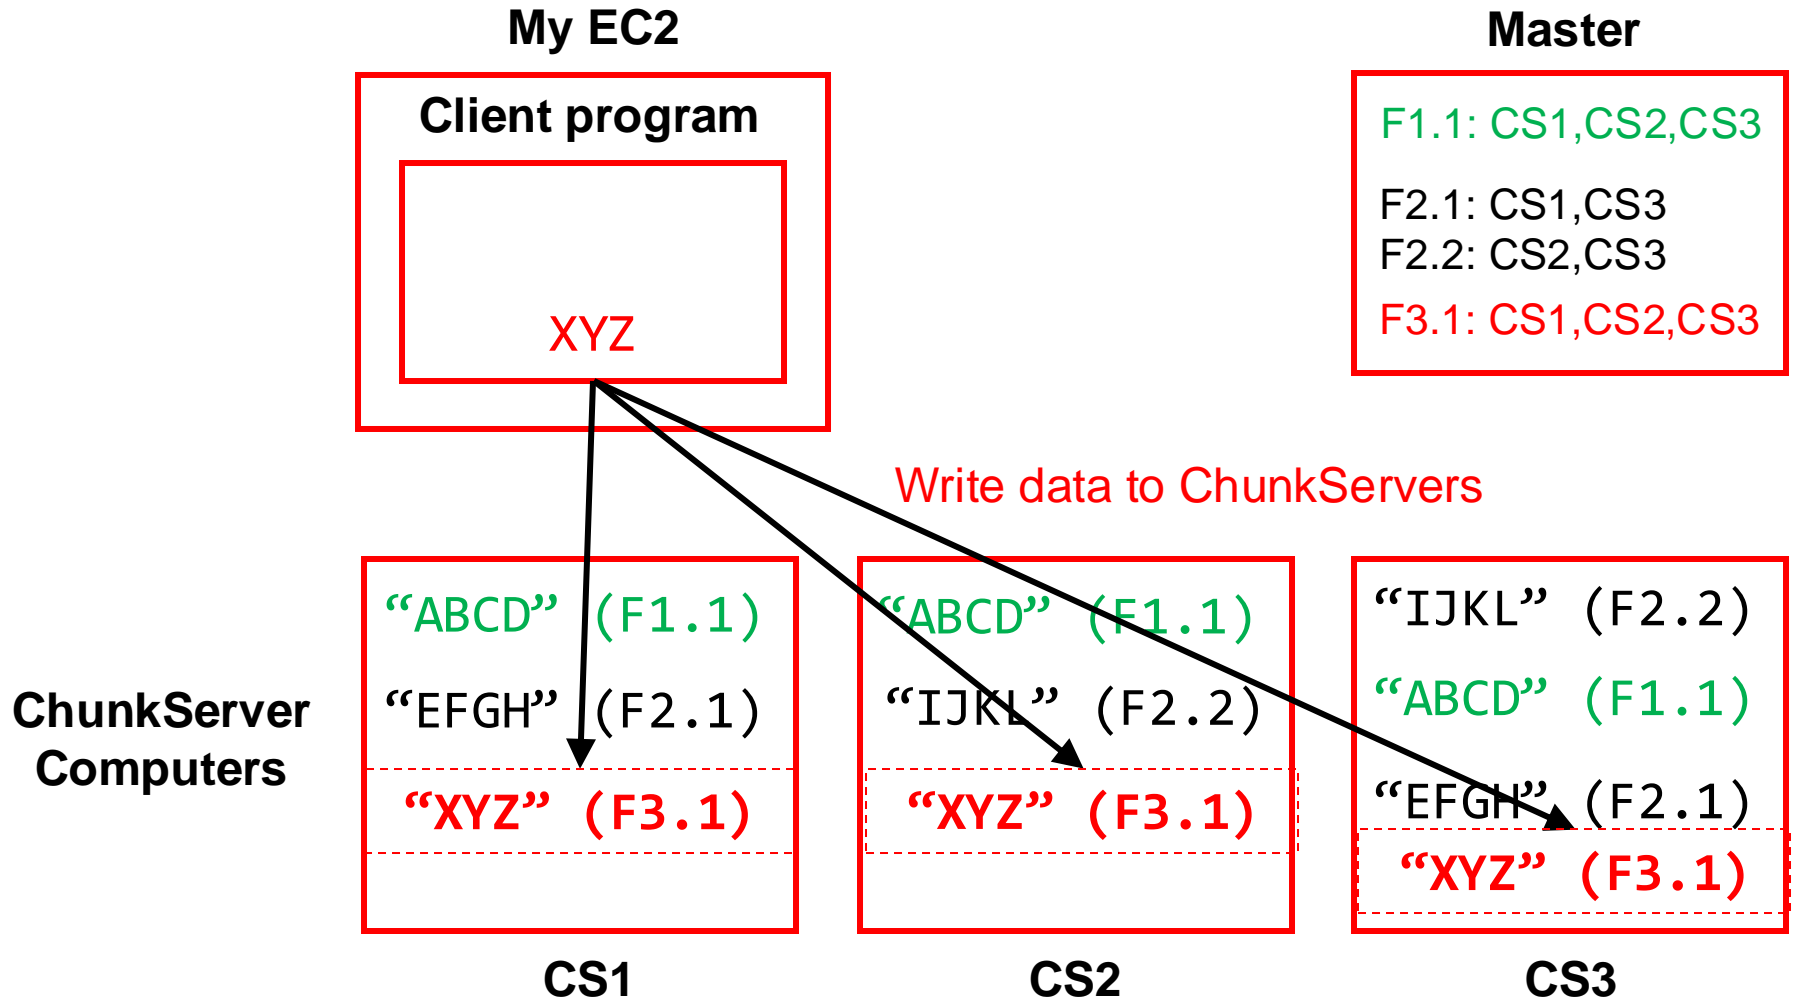 My EC2
Client program
XYZ
Master
F1.1: CS1,CS2,CS3
F2.1: CS1,CS3
F2.2: CS2,CS3
F3.1: CS1,CS2,CS3
Write data to ChunkServers
ChunkServer
Computers
“ABCD” (F1.1)
“EFGH” (F2.1)
“XYZ” (F3.1)
CS1
“ABCD” (F1.1)
“IJKL” (F2.2)
“XYZ” (F3.1)
CS2
“IJKL” (F2.2)
“ABCD” (F1.1)
“EFGH” (F2.1)
“XYZ” (F3.1)
CS3